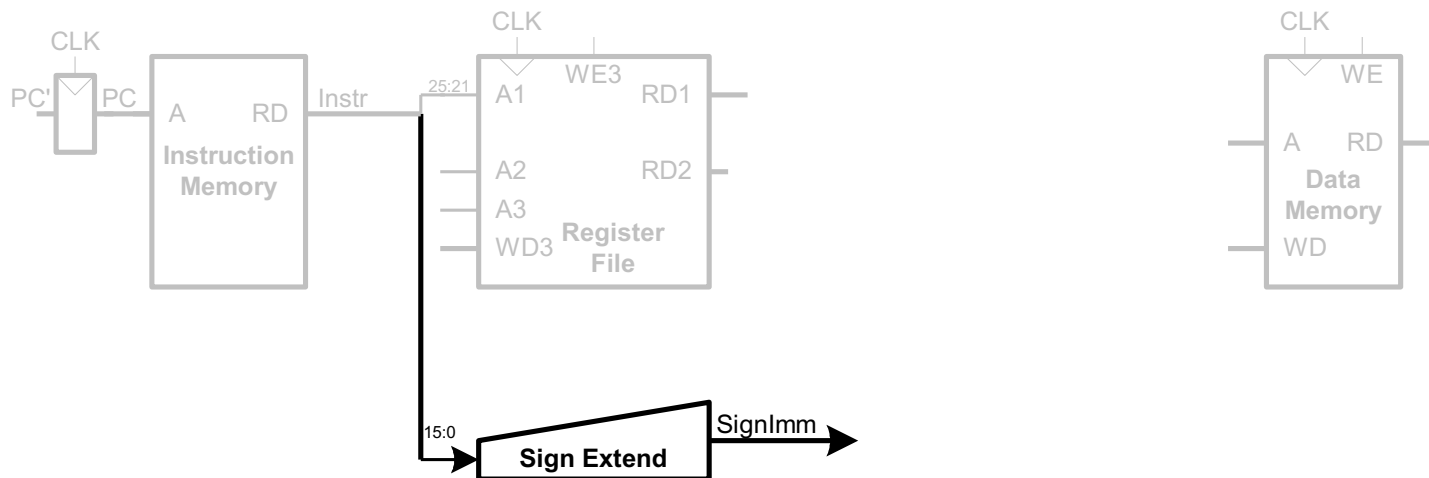 CLK
CLK
CLK
PC'
PC
A
RD
Instruction
Memory
Instr
25:21
A1
WE3
RD1
A2
RD2
A3
WD3
Register
File
WE
A
RD
Data
Memory
WD
15:0
Sign Extend
SignImm